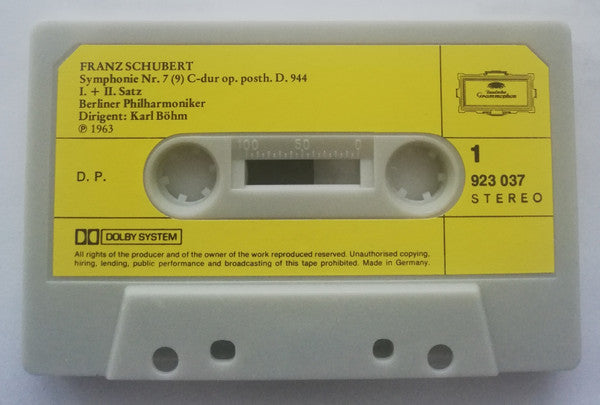 FRANZ SCHUBERT
Symphonie Nr. 7 (9) C-dur op. posth. D. 944
I. + II. Satz
Berliner Philharmoniker
Dirigent: Karl Böhm
℗ 1963
Deutsche
Grammophon
100 50 0
D. P.
1
923 037
STEREO
DOLBY SYSTEM
All rights of the producer and of the owner of the work reproduced reserved. Unauthorised copying,
hiring, lending, public performance and broadcasting of this tape prohibited. Made in Germany.